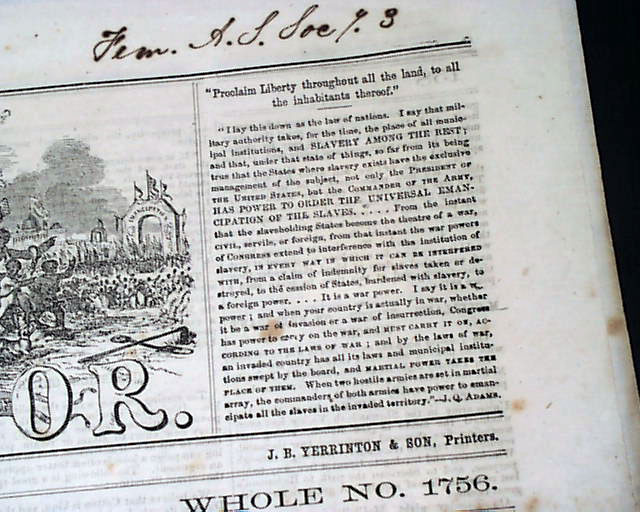 Fem. A. S. Soc'y. 3
"Proclaim Liberty throughout all the land, to all
the inhabitants thereof."
"I lay this down as the law of nations. I say that mil-
itary authority takes, for the time, the place of all munic-
ipal institutions, and SLAVERY AMONG THE REST;
and that, under that state of things, so far from its being
true that the States where slavery exists have the exclusive
management of the subject, not only the PRESIDENT OF
THE UNITED STATES, but the COMMANDER OF THE ARMY,
HAS POWER TO ORDER THE UNIVERSAL EMAN-
CIPATION OF THE SLAVES. . . . . From the instant
that the slaveholding States become the theatre of a war,
CIVIL, servile, or foreign, from that instant the war powers
of CONGRESS extend to interference with the institution of
slavery, IN EVERY WAY IN WHICH IT CAN BE INTERFERED
WITH, from a claim of indemnity for slaves taken or de-
stroyed, to the cession of States, burdened with slavery, to
a foreign power. . . . . It is a war power. I say it is a
power; and when your country is actually in war, whether
it be a war of invasion or a war of insurrection, Congress
has power to carry on the war, and MUST CARRY IT ON, AC-
CORDING TO THE LAWS OF WAR; and by the laws of war,
an invaded country has all its laws and municipal institu-
tions swept by the board, and MARTIAL POWER TAKES THE
PLACE OF THEM. When two hostile armies are set in martial
array, the commanders of both armies have power to eman-
cipate all the slaves in the invaded territory."—J. Q. ADAMS.
OR.
J. B. YERRINTON & SON, Printers.
WHOLE NO. 1756.